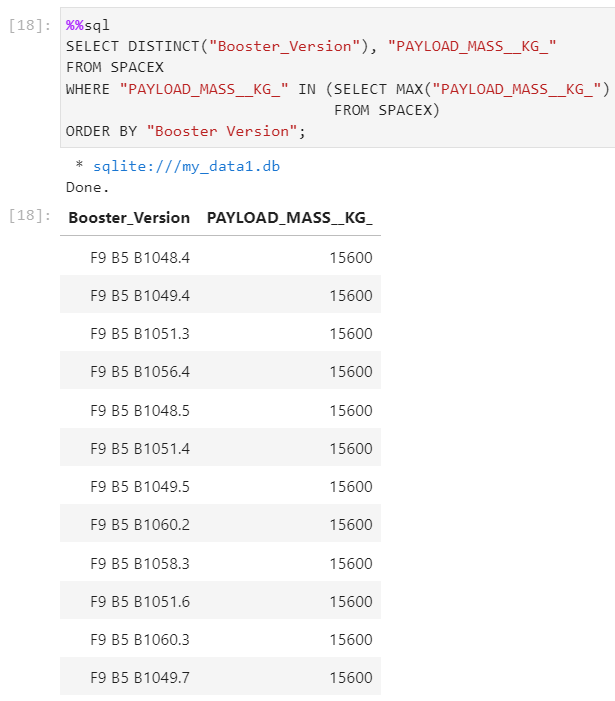 [18]: %%sql
SELECT DISTINCT("Booster_Version"), "PAYLOAD_MASS__KG_"
FROM SPACEX
WHERE "PAYLOAD_MASS__KG_" IN (SELECT MAX("PAYLOAD_MASS__KG_")
FROM SPACEX)
ORDER BY "Booster Version";
* sqlite:///my_data1.db
Done.
[18]: Booster_Version PAYLOAD_MASS__KG_
F9 B5 B1048.4 15600
F9 B5 B1049.4 15600
F9 B5 B1051.3 15600
F9 B5 B1056.4 15600
F9 B5 B1048.5 15600
F9 B5 B1051.4 15600
F9 B5 B1049.5 15600
F9 B5 B1060.2 15600
F9 B5 B1058.3 15600
F9 B5 B1051.6 15600
F9 B5 B1060.3 15600
F9 B5 B1049.7 15600